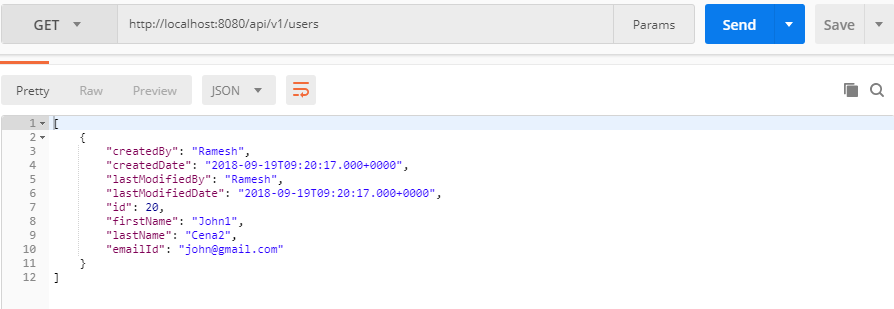 GET http://localhost:8080/api/v1/users Params Send Save
Pretty Raw Preview JSON
1 [
2 {
3 "createdBy": "Ramesh",
4 "createdDate": "2018-09-19T09:20:17.000+0000",
5 "lastModifiedBy": "Ramesh",
6 "lastModifiedDate": "2018-09-19T09:20:17.000+0000",
7 "id": 20,
8 "firstName": "John1",
9 "lastName": "Cena2",
10 "emailId": "john@gmail.com"
11 }
12 ]